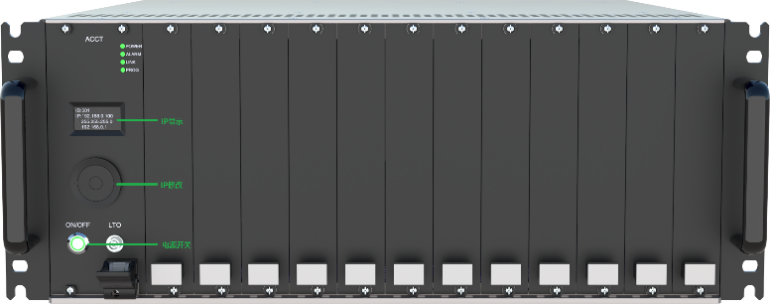 ACCT
POWER
ALARM
LINK
PROG
IP显示
IP修改
ON/OFF
LTO
电源开关